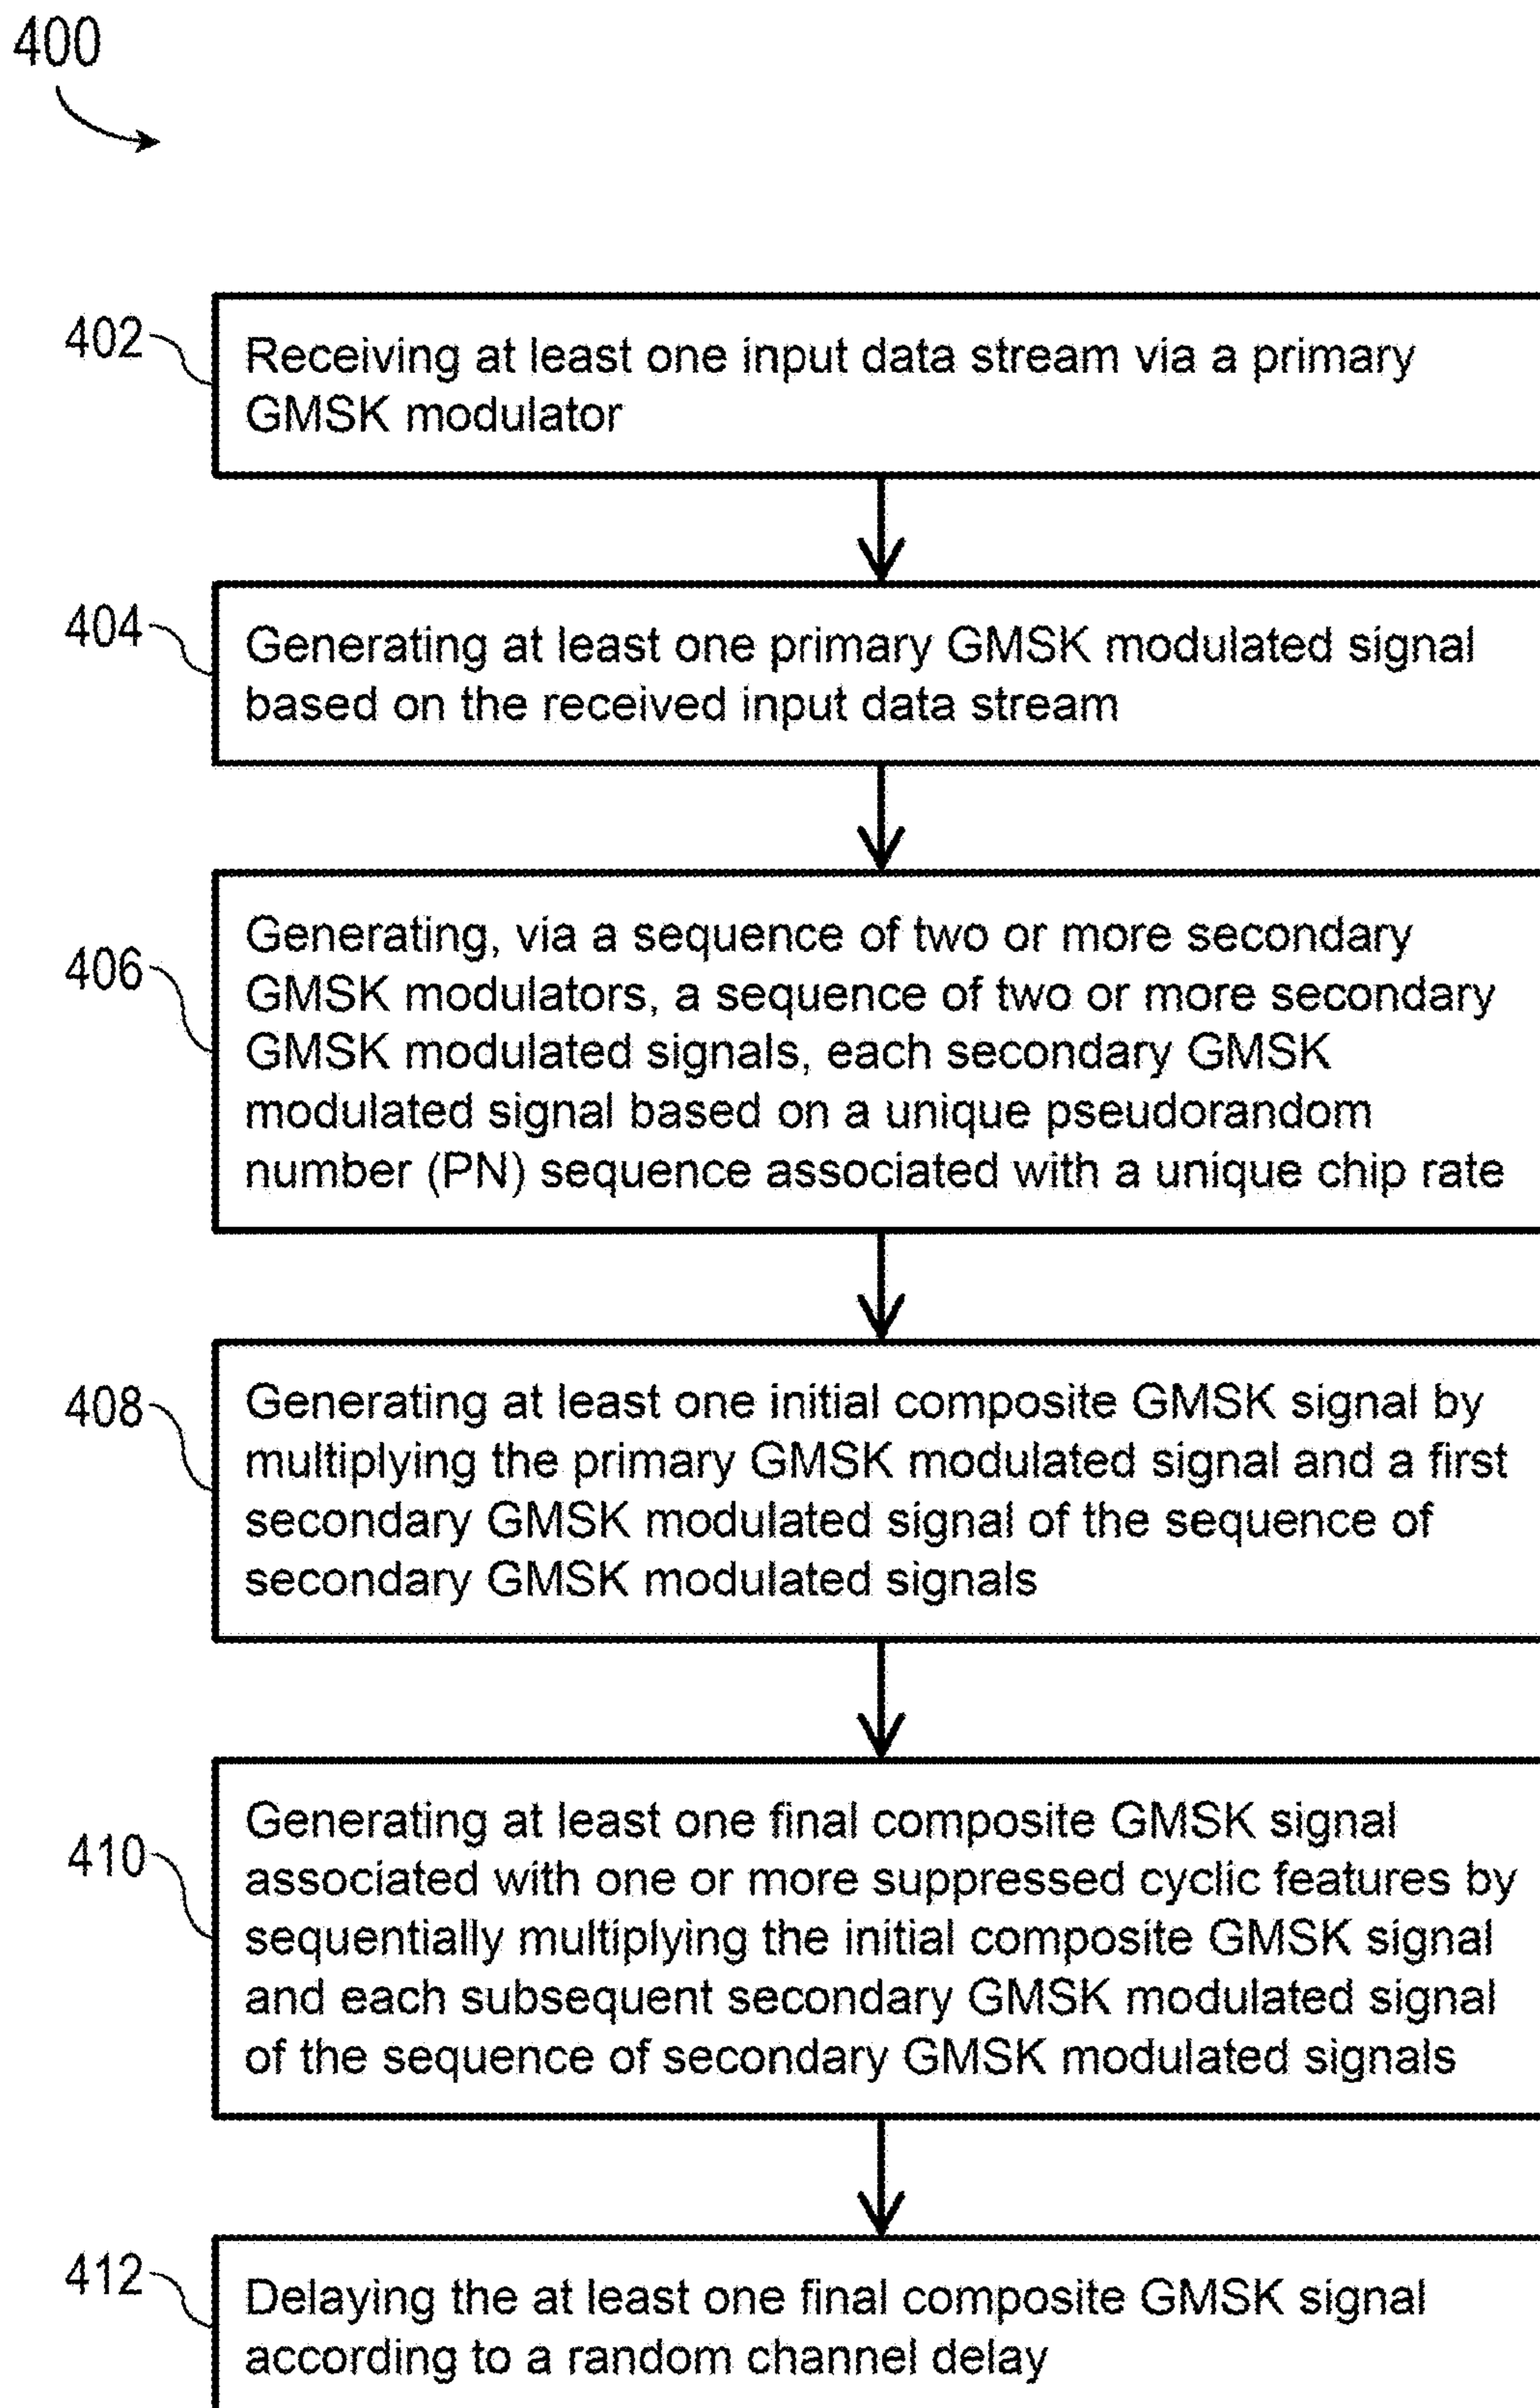 400
402
Receiving at least one input data stream via a primary
GMSK modulator
404
Generating at least one primary GMSK modulated signal
based on the received input data stream
406
Generating, via a sequence of two or more secondary
GMSK modulators, a sequence of two or more secondary
GMSK modulated signals, each secondary GMSK
modulated signal based on a unique pseudorandom
number (PN) sequence associated with a unique chip rate
408
Generating at least one initial composite GMSK signal by
multiplying the primary GMSK modulated signal and a first
secondary GMSK modulated signal of the sequence of
secondary GMSK modulated signals
410
Generating at least one final composite GMSK signal
associated with one or more suppressed cyclic features by
sequentially multiplying the initial composite GMSK signal
and each subsequent secondary GMSK modulated signal
of the sequence of secondary GMSK modulated signals
412
Delaying the at least one final composite GMSK signal
according to a random channel delay